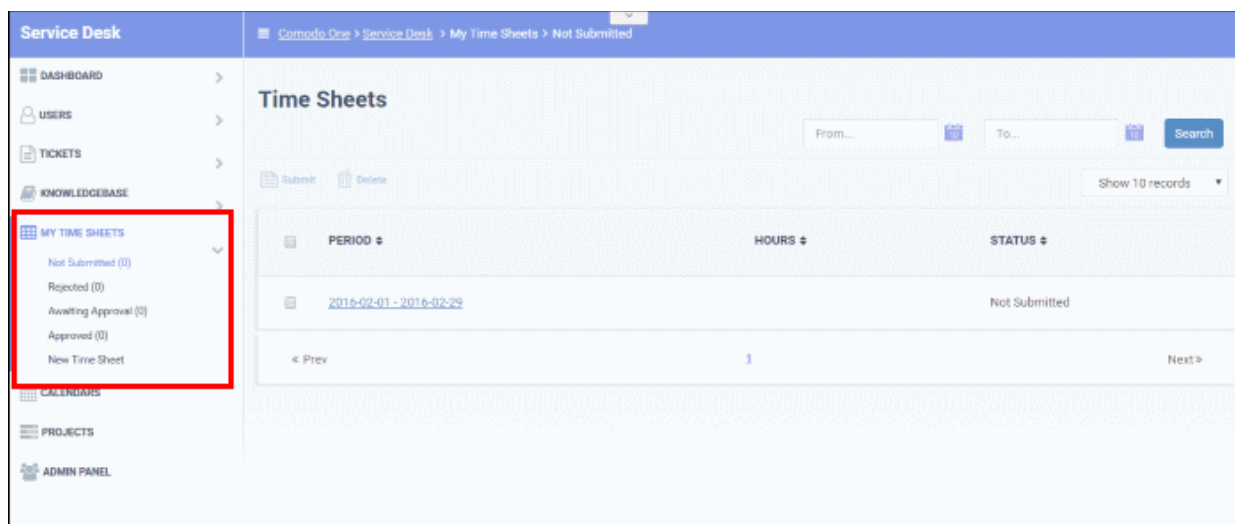 Service Desk
Comodo One > Service Desk > My Time Sheets > Not Submitted
DASHBOARD
USERS
TICKETS
KNOWLEDGEBASE
MY TIME SHEETS
Not Submitted (0)
Rejected (0)
Awaiting Approval (0)
Approved (0)
New Time Sheet
CALENDARS
PROJECTS
ADMIN PANEL
Time Sheets
From... To... Search
Submit Delete
Show 10 records
PERIOD HOURS STATUS
2016-02-01 - 2016-02-29 Not Submitted
« Prev 1 Next »